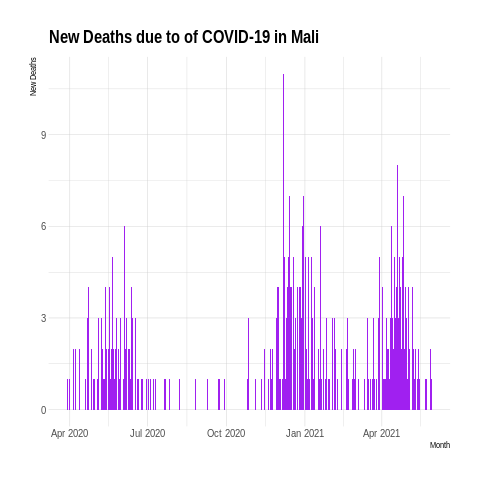 New Deaths due to of COVID-19 in Mali
New Deaths
9
6
3
0
Apr 2020 Jul 2020 Oct 2020 Jan 2021 Apr 2021
Month